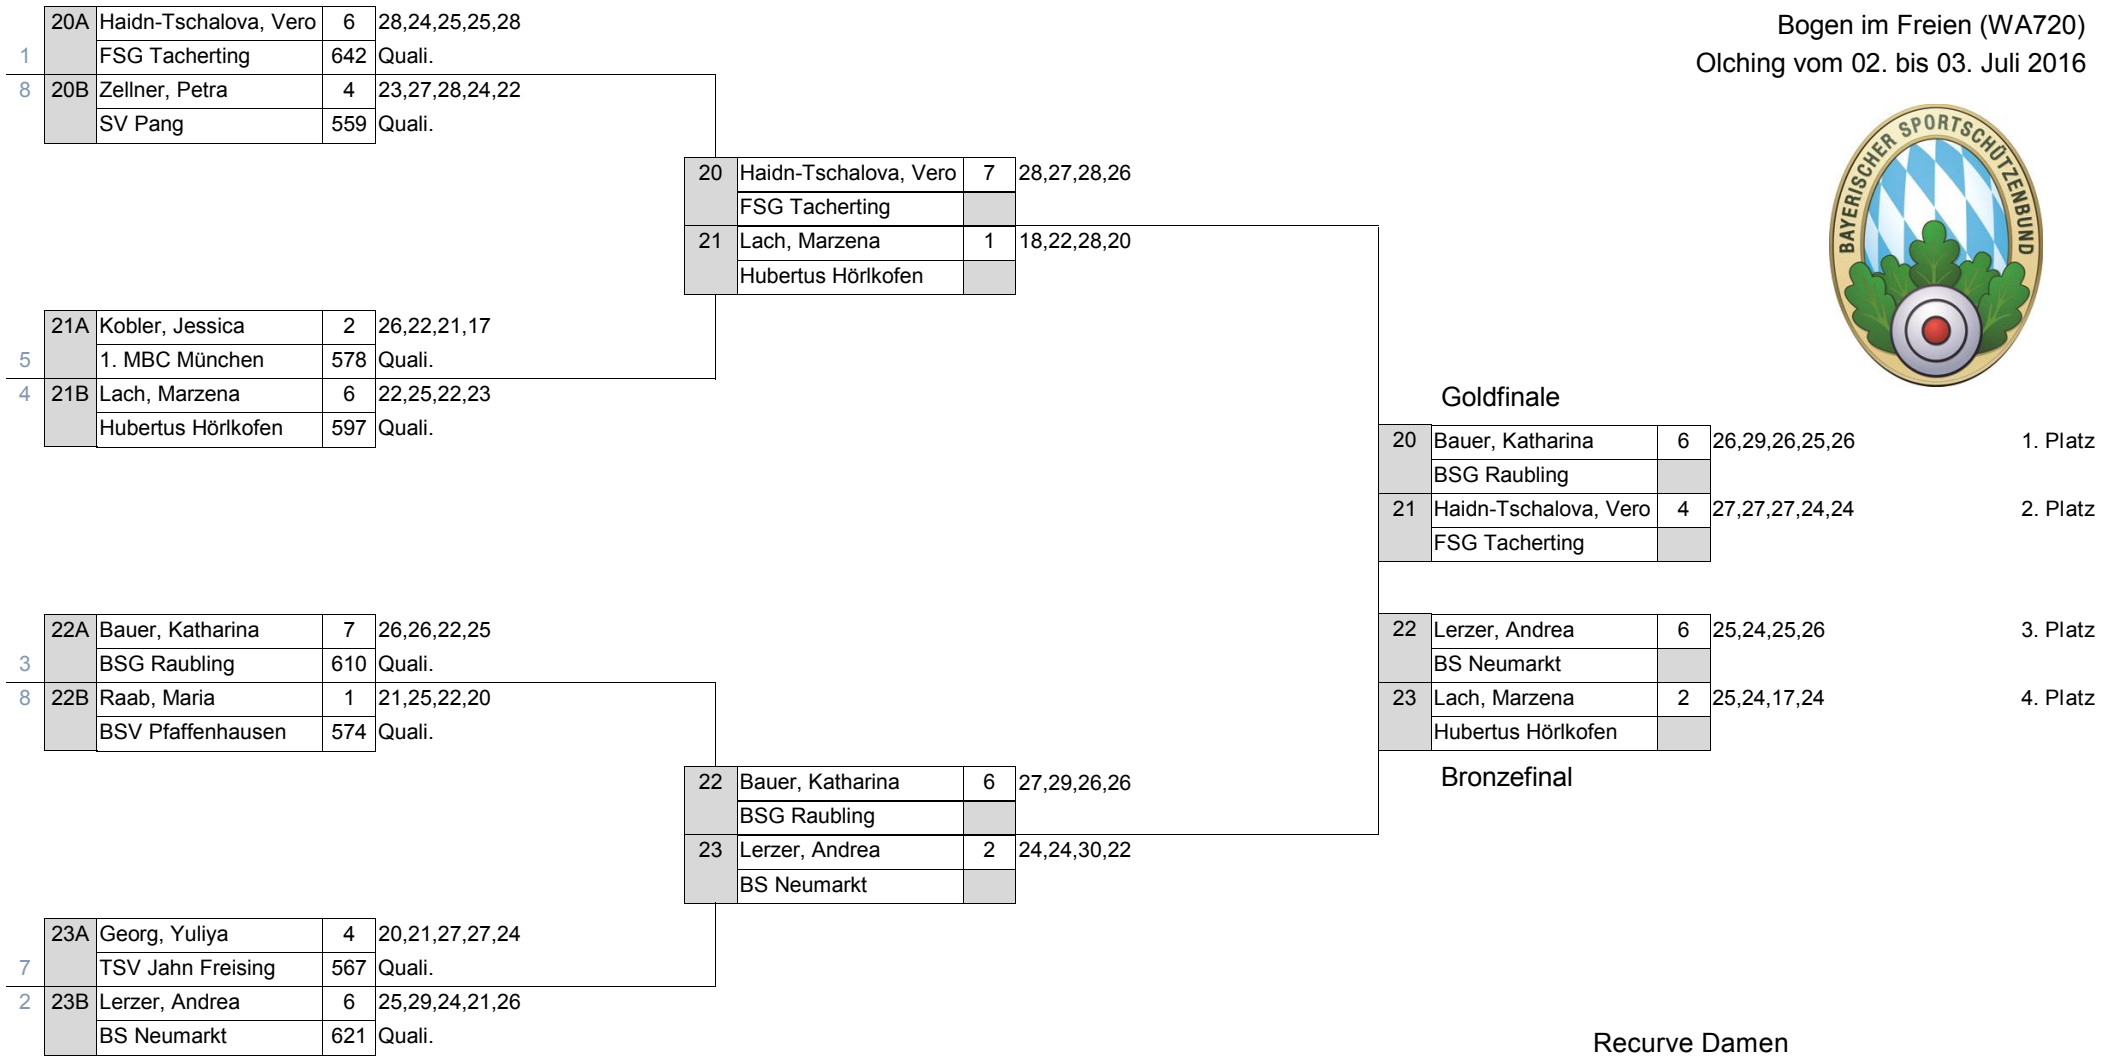 20A Haidn-Tschalova, Vero 6 28,24,25,25,28
1 FSG Tacherting 642 Quali.
8 20B Zellner, Petra 4 23,27,28,24,22
SV Pang 559 Quali.
Bogen im Freien (WA720)
Olching vom 02. bis 03. Juli 2016
BAYERISCHER SPORTSCHÜTZENBUND
20 Haidn-Tschalova, Vero 7 28,27,28,26
FSG Tacherting
21 Lach, Marzena 1 18,22,28,20
Hubertus Hörlkofen
21A Kobler, Jessica 2 26,22,21,17
5 1. MBC München 578 Quali.
4 21B Lach, Marzena 6 22,25,22,23
Hubertus Hörlkofen 597 Quali.
Goldfinale
20 Bauer, Katharina 6 26,29,26,25,26 1. Platz
BSG Raubling
21 Haidn-Tschalova, Vero 4 27,27,27,24,24 2. Platz
FSG Tacherting
22A Bauer, Katharina 7 26,26,22,25
3 BSG Raubling 610 Quali.
8 22B Raab, Maria 1 21,25,22,20
BSV Pfaffenhausen 574 Quali.
22 Lerzer, Andrea 6 25,24,25,26 3. Platz
BS Neumarkt
23 Lach, Marzena 2 25,24,17,24 4. Platz
Hubertus Hörlkofen
Bronzefinal
22 Bauer, Katharina 6 27,29,26,26
BSG Raubling
23 Lerzer, Andrea 2 24,24,30,22
BS Neumarkt
23A Georg, Yuliya 4 20,21,27,27,24
7 TSV Jahn Freising 567 Quali.
2 23B Lerzer, Andrea 6 25,29,24,21,26
BS Neumarkt 621 Quali.
Recurve Damen